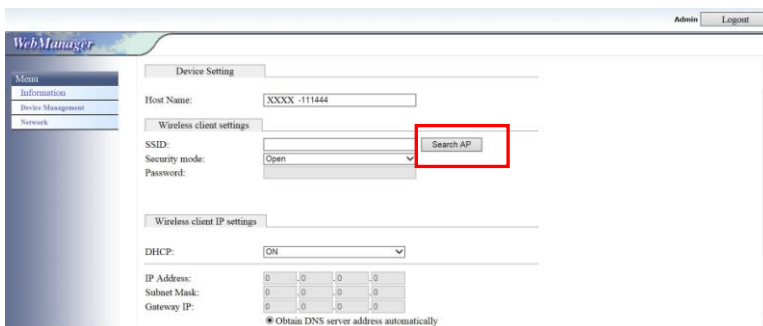 Admin Logout
WebManager
Menu
Information
Device Management
Network
Device Setting
Host Name: XXXX -111444
Wireless client settings
SSID: Search AP
Security mode: Open
Password:
Wireless client IP settings
DHCP: ON
IP Address: 0 .0 .0 .0
Subnet Mask: 0 .0 .0 .0
Gateway IP: 0 .0 .0 .0
Obtain DNS server address automatically